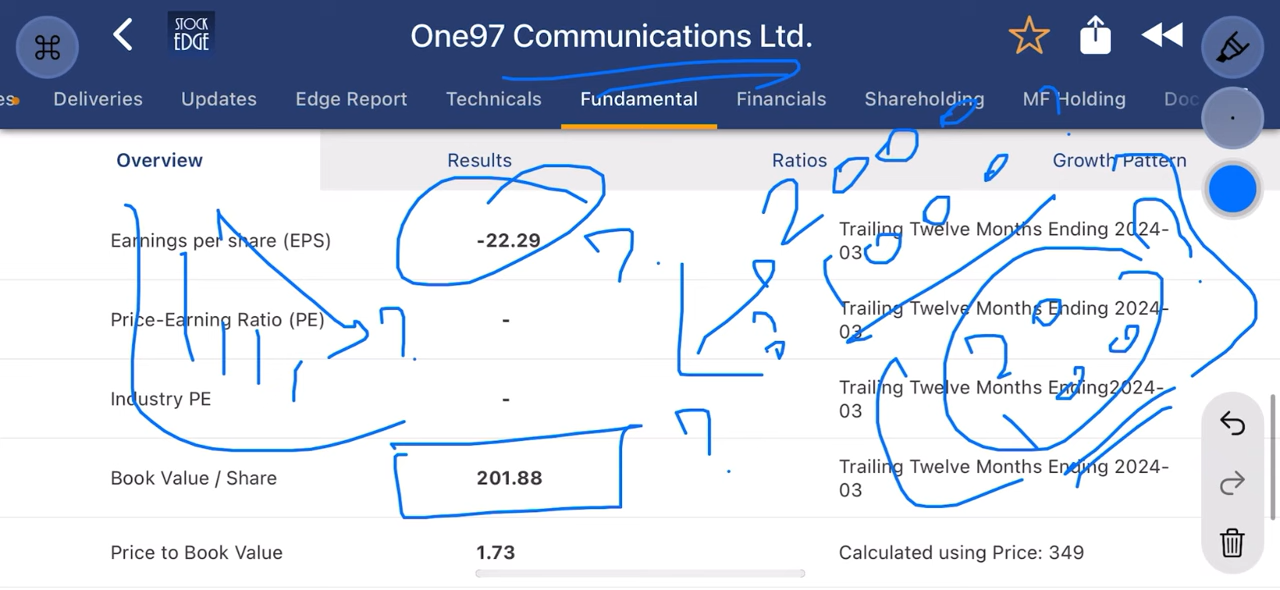 STOCK
EDGE
One97 Communications Ltd.
Deliveries Updates Edge Report Technicals Fundamental Financials Shareholding MF Holding Doc
Overview Results Ratios Growth Pattern
Earnings per share (EPS) -22.29 Trailing Twelve Months Ending 2024-
03
Price-Earning Ratio (PE) - Trailing Twelve Months Ending 2024-
03
Industry PE - Trailing Twelve Months Ending2024-
03
Book Value / Share 201.88 Trailing Twelve Months Ending 2024-
03
Price to Book Value 1.73 Calculated using Price: 349